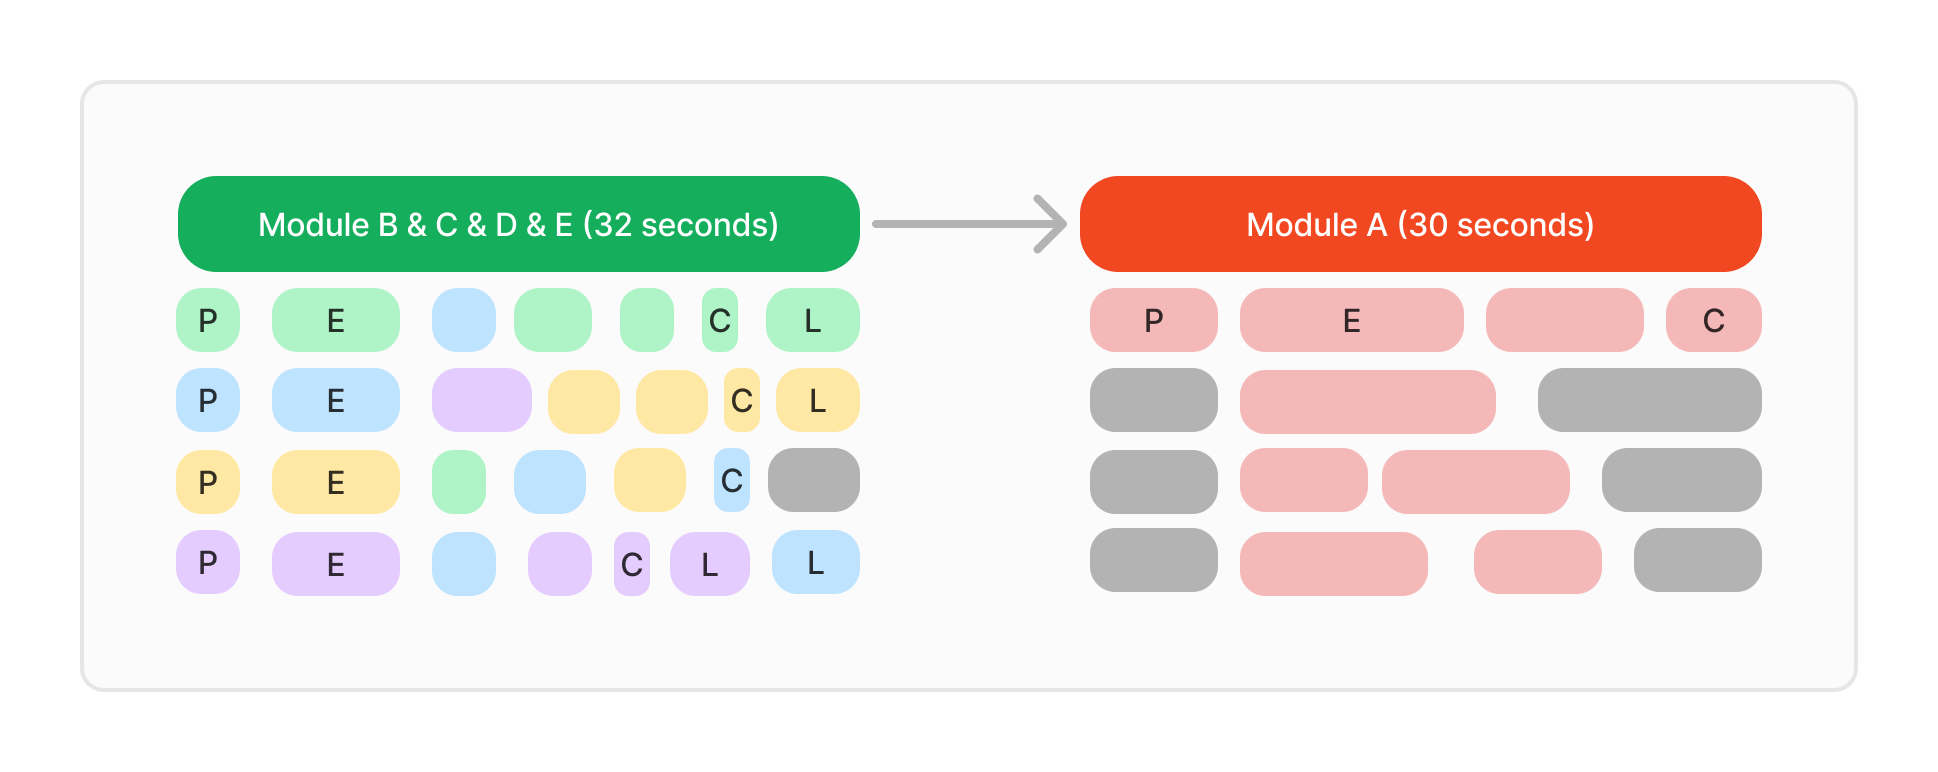 Module B & C & D & E (32 seconds)
Module A (30 seconds)
P E C L
P E C L
P E C
P E C L L
P E C